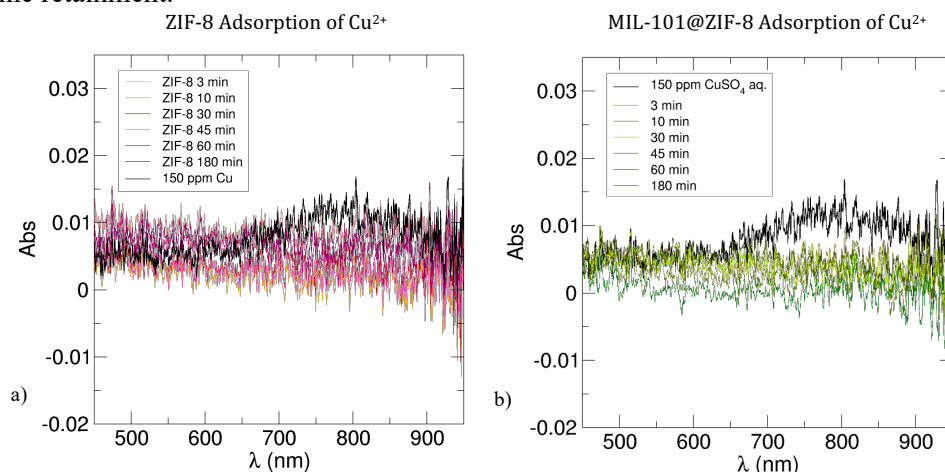 ZIF-8 Adsorption of Cu²⁺
Abs
0.03
0.02
0.01
0
-0.01
-0.02
ZIF-8 3 min
ZIF-8 10 min
ZIF-8 30 min
ZIF-8 45 min
ZIF-8 60 min
ZIF-8 180 min
150 ppm Cu
500 600 700 800 900
λ (nm)
a)
MIL-101@ZIF-8 Adsorption of Cu²⁺
Abs
0.03
0.02
0.01
0
-0.01
-0.02
150 ppm CuSO₄ aq.
3 min
10 min
30 min
45 min
60 min
180 min
500 600 700 800 900
λ (nm)
b)